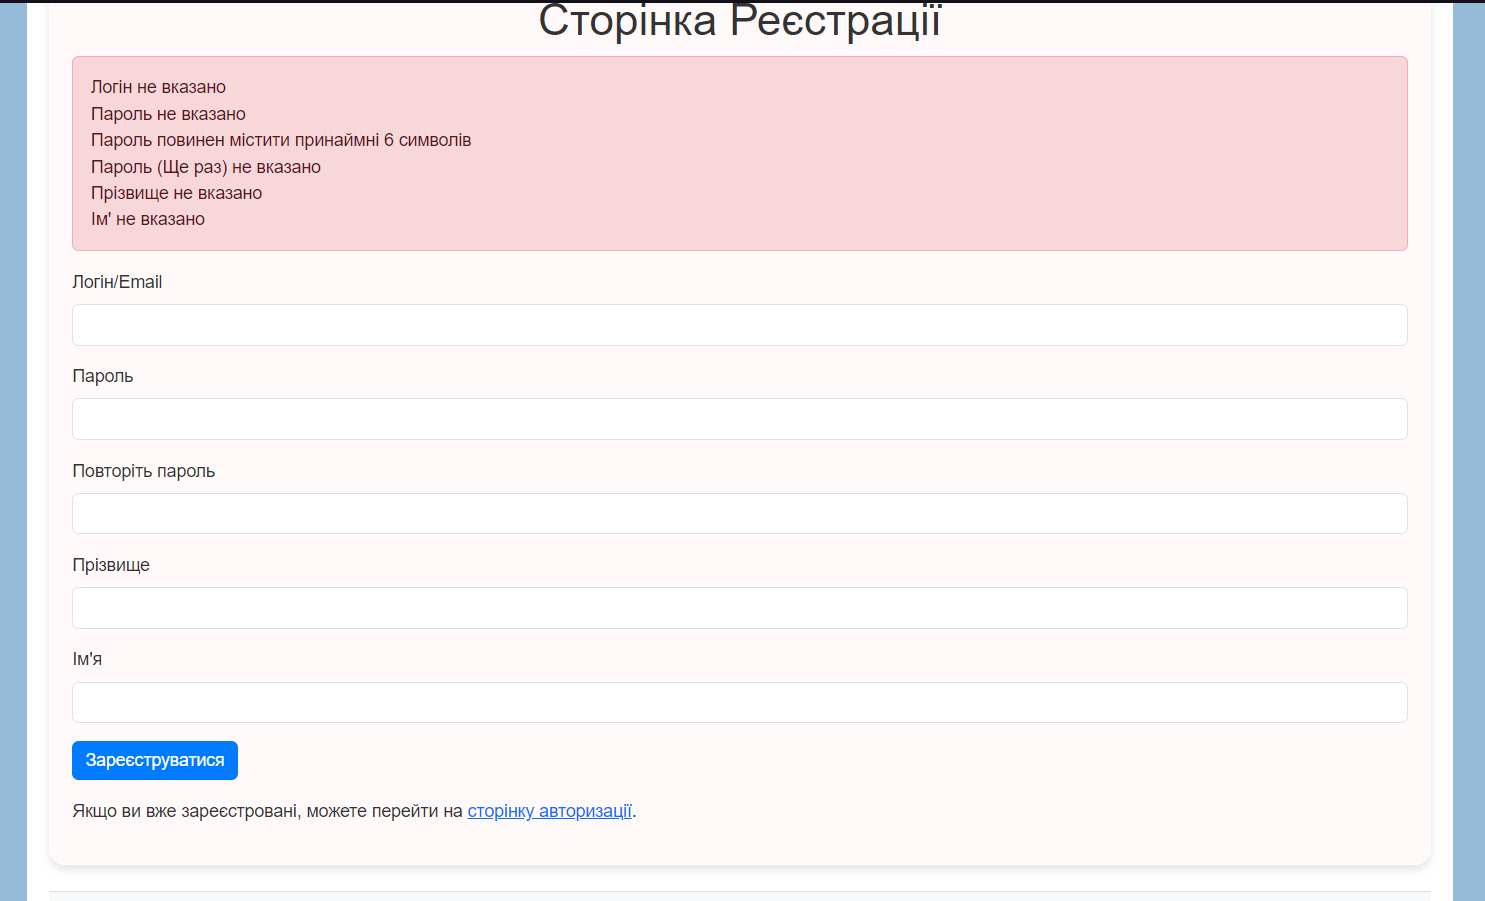 Сторінка Реєстрації
Логін не вказано
Пароль не вказано
Пароль повинен містити принаймні 6 символів
Пароль (Ще раз) не вказано
Прізвище не вказано
Ім' не вказано
Логін/Email
Пароль
Повторіть пароль
Прізвище
Ім'я
Зареєструватися
Якщо ви вже зареєстровані, можете перейти на сторінку авторизації.